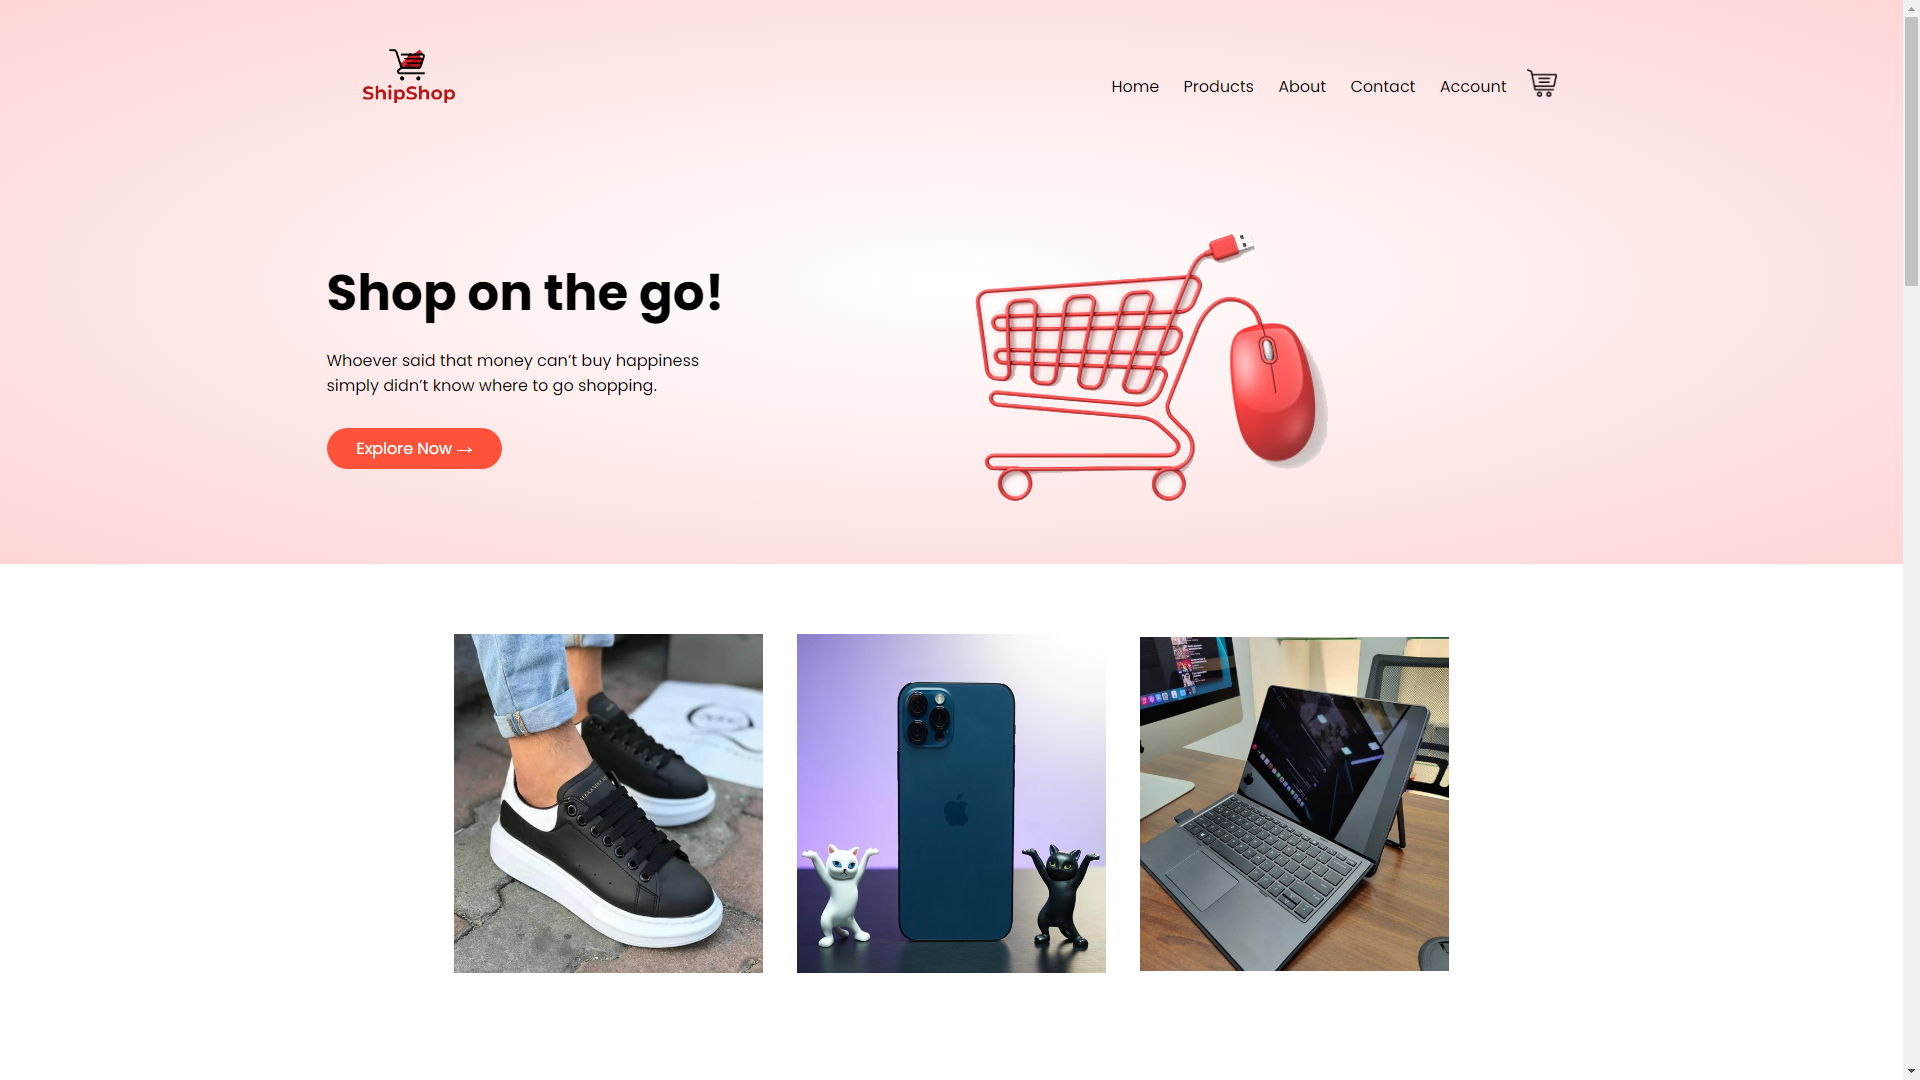 ShipShop
Home Products About Contact Account
Shop on the go!
Whoever said that money can’t buy happiness
simply didn’t know where to go shopping.
Explore Now →